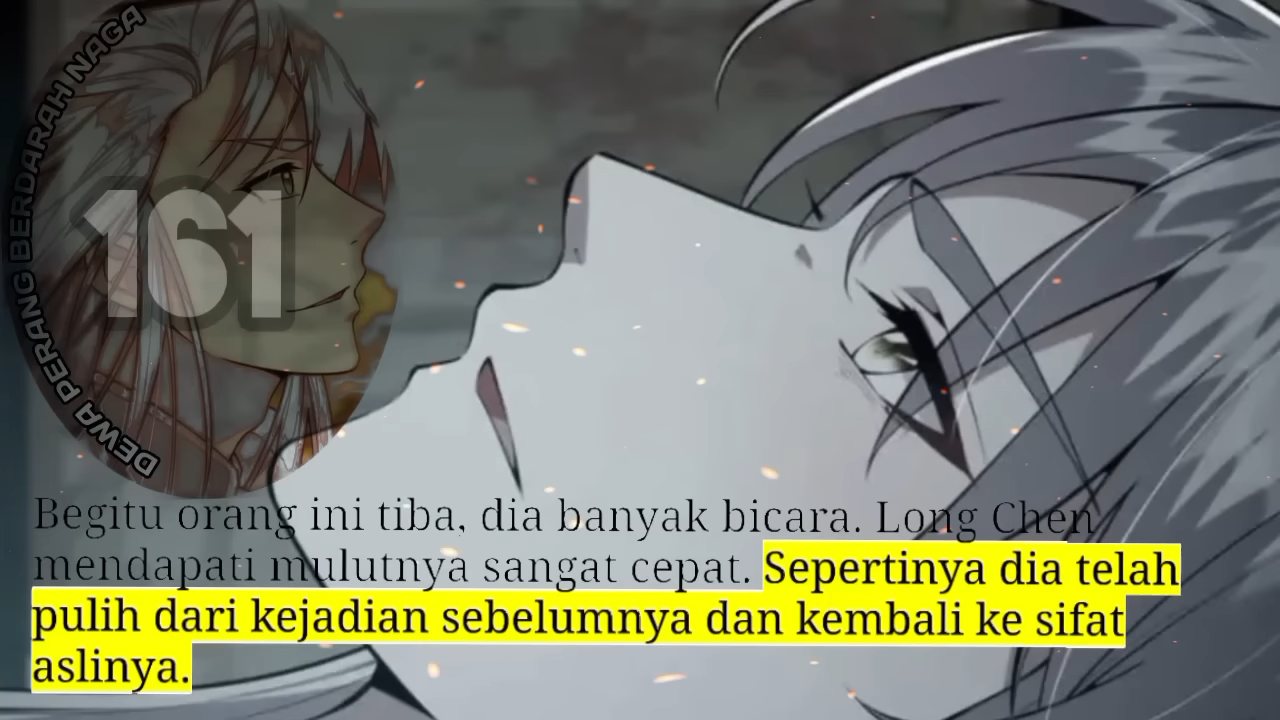 DEWA PERANG BERDARAH NAGA
161
Begitu orang ini tiba, dia banyak bicara. Long Chen
mendapati mulutnya sangat cepat. Sepertinya dia telah
pulih dari kejadian sebelumnya dan kembali ke sifat
aslinya.